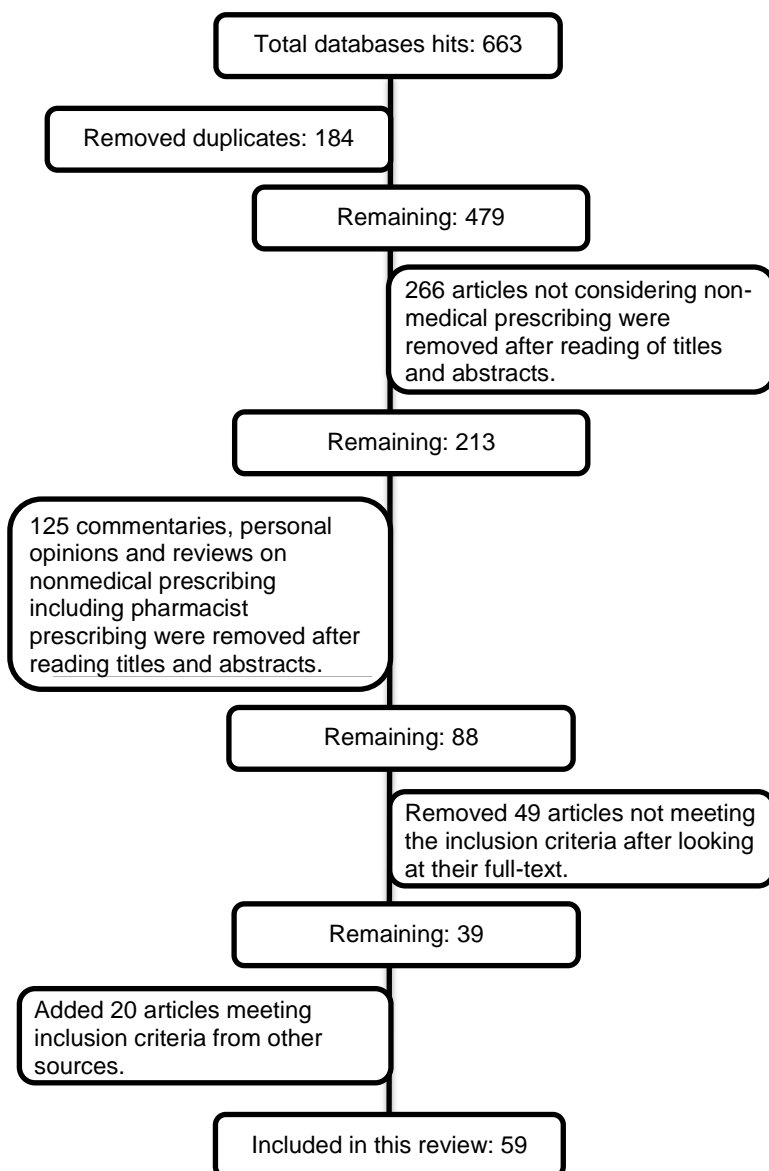 Total databases hits: 663
Removed duplicates: 184
Remaining: 479
266 articles not considering non-
medical prescribing were
removed after reading of titles
and abstracts.
Remaining: 213
125 commentaries, personal
opinions and reviews on
nonmedical prescribing
including pharmacist
prescribing were removed after
reading titles and abstracts.
Remaining: 88
Removed 49 articles not meeting
the inclusion criteria after looking
at their full-text.
Remaining: 39
Added 20 articles meeting
inclusion criteria from other
sources.
Included in this review: 59